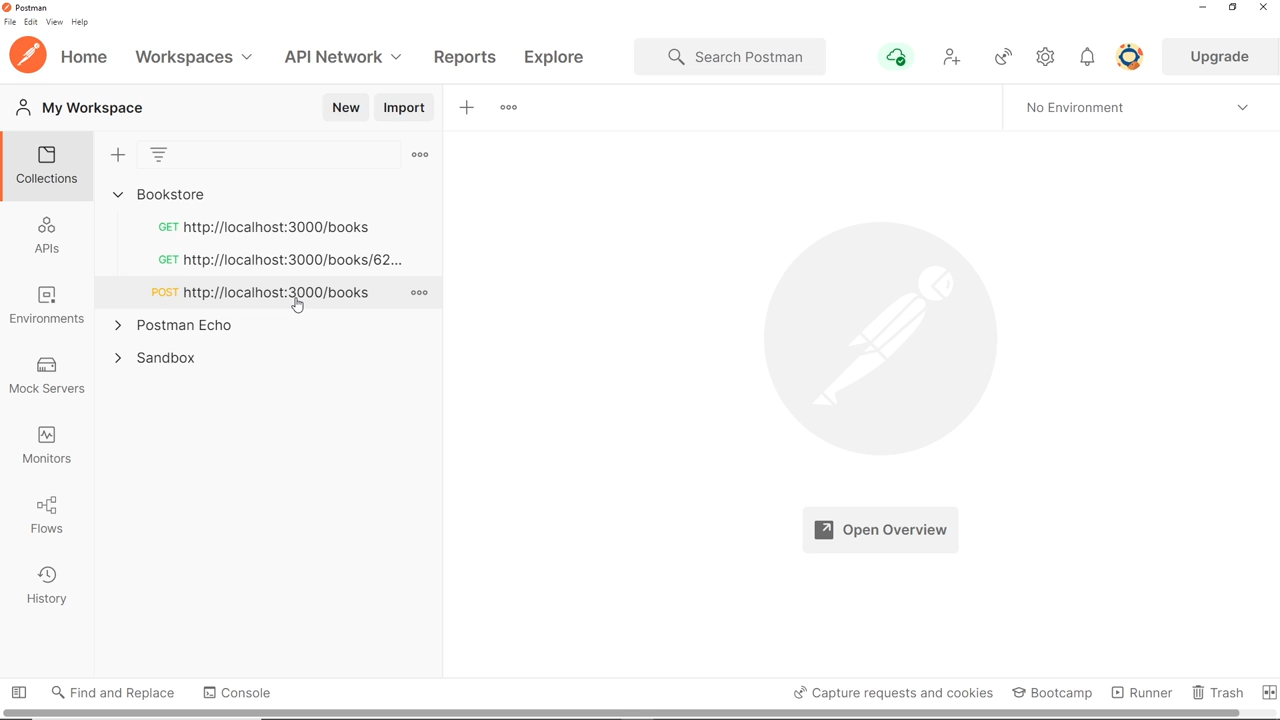 Postman
File Edit View Help
Home Workspaces API Network Reports Explore Search Postman Upgrade
My Workspace New Import No Environment
Collections
APIs
Environments
Mock Servers
Monitors
Flows
History
Bookstore
GET http://localhost:3000/books
GET http://localhost:3000/books/62...
POST http://localhost:3000/books
Postman Echo
Sandbox
Open Overview
Find and Replace Console Capture requests and cookies Bootcamp Runner Trash